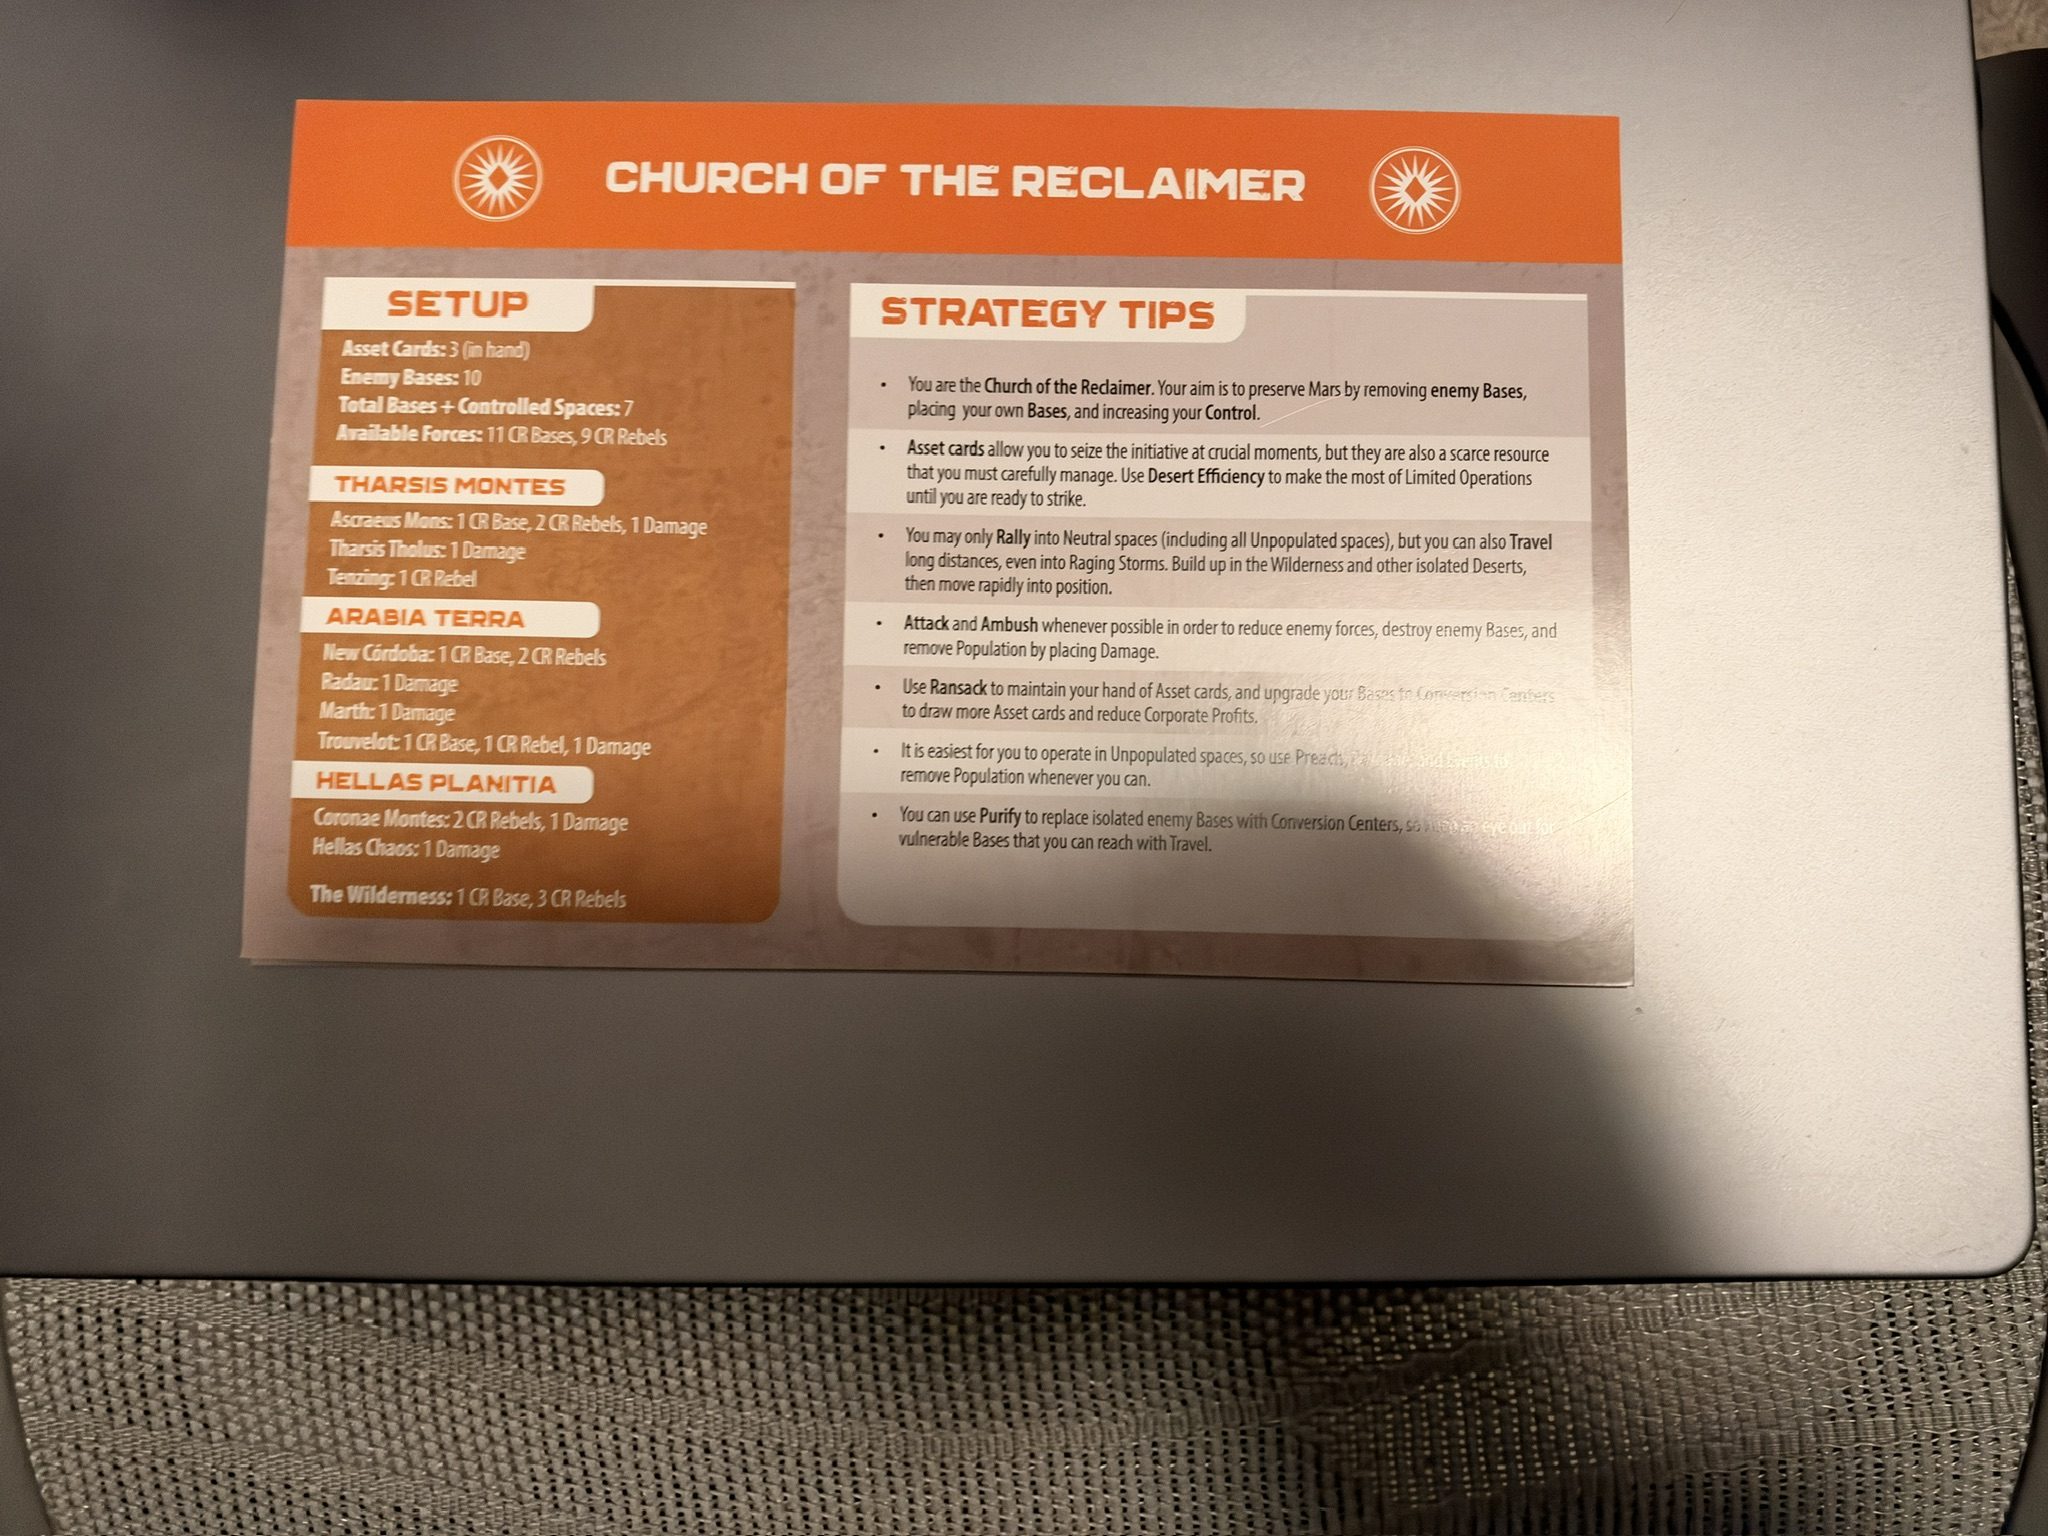 CHURCH OF THE RECLAIMER
SETUP
Asset Cards: 3 (in hand)
Enemy Bases: 10
Total Bases + Controlled Spaces: 7
Available Forces: 11 CR Bases, 9 CR Rebels
THARSIS MONTES
Ascraeus Mons: 1 CR Base, 2 CR Rebels, 1 Damage
Tharsis Tholus: 1 Damage
Tenzing: 1 CR Rebel
ARABIA TERRA
New Córdoba: 1 CR Base, 2 CR Rebels
Radau: 1 Damage
Marth: 1 Damage
Trouvelot: 1 CR Base, 1 CR Rebel, 1 Damage
HELLAS PLANITIA
Coronae Montes: 2 CR Rebels, 1 Damage
Hellas Chaos: 1 Damage
The Wilderness: 1 CR Base, 3 CR Rebels
STRATEGY TIPS
• You are the Church of the Reclaimer. Your aim is to preserve Mars by removing enemy Bases,
placing your own Bases, and increasing your Control.
• Asset cards allow you to seize the initiative at crucial moments, but they are also a scarce resource
that you must carefully manage. Use Desert Efficiency to make the most of Limited Operations
until you are ready to strike.
• You may only Rally into Neutral spaces (including all Unpopulated spaces), but you can also Travel
long distances, even into Raging Storms. Build up in the Wilderness and other isolated Deserts,
then move rapidly into position.
• Attack and Ambush whenever possible in order to reduce enemy forces, destroy enemy Bases, and
remove Population by placing Damage.
• Use Ransack to maintain your hand of Asset cards, and upgrade your Bases to Conversion Centers
to draw more Asset cards and reduce Corporate Profits.
• It is easiest for you to operate in Unpopulated spaces, so use Preach, and to
remove Population whenever you can.
• You can use Purify to replace isolated enemy Bases with Conversion Centers, so an eye out for
vulnerable Bases that you can reach with Travel.